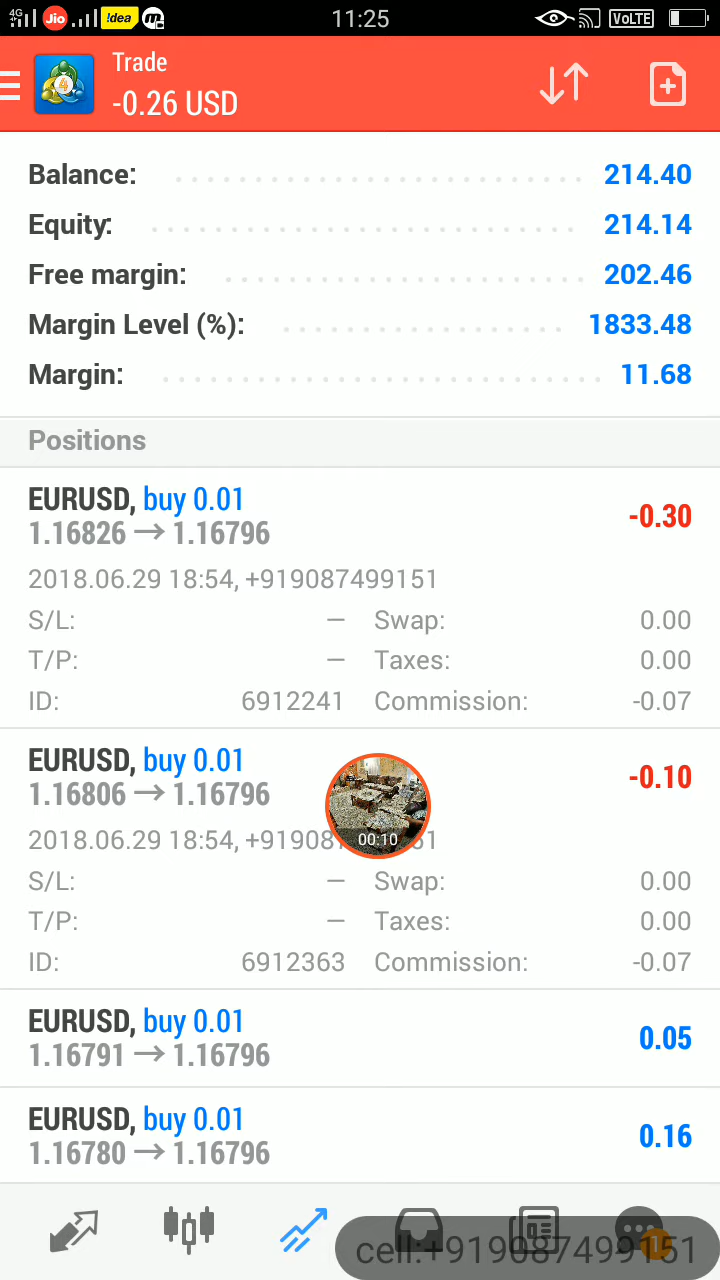 4G Jio !dea 11:25 VoLTE
Trade
-0.26 USD
Balance: 214.40
Equity: 214.14
Free margin: 202.46
Margin Level (%): 1833.48
Margin: 11.68
Positions
EURUSD, buy 0.01
1.16826 → 1.16796 -0.30
2018.06.29 18:54, +919087499151
S/L: – Swap: 0.00
T/P: – Taxes: 0.00
ID: 6912241 Commission: -0.07
EURUSD, buy 0.01
1.16806 → 1.16796 -0.10
2018.06.29 18:54, +919087 51
00:10
S/L: – Swap: 0.00
T/P: – Taxes: 0.00
ID: 6912363 Commission: -0.07
EURUSD, buy 0.01
1.16791 → 1.16796 0.05
EURUSD, buy 0.01
1.16780 → 1.16796 0.16
cell:+919087499151